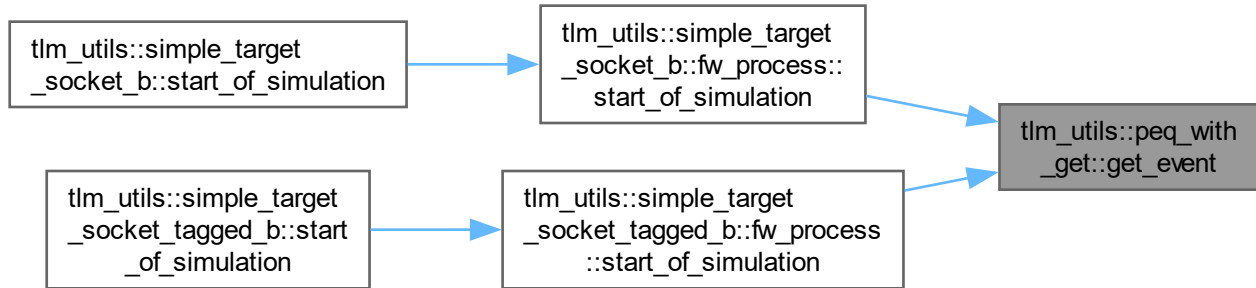 tlm_utils::simple_target
_socket_b::start_of_simulation
tlm_utils::simple_target
_socket_b::fw_process::
start_of_simulation
tlm_utils::peq_with
_get::get_event
tlm_utils::simple_target
_socket_tagged_b::start
_of_simulation
tlm_utils::simple_target
_socket_tagged_b::fw_process
::start_of_simulation